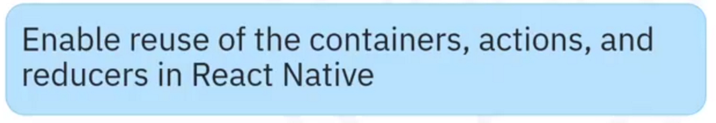 Enable reuse of the containers, actions, and
reducers in React Native